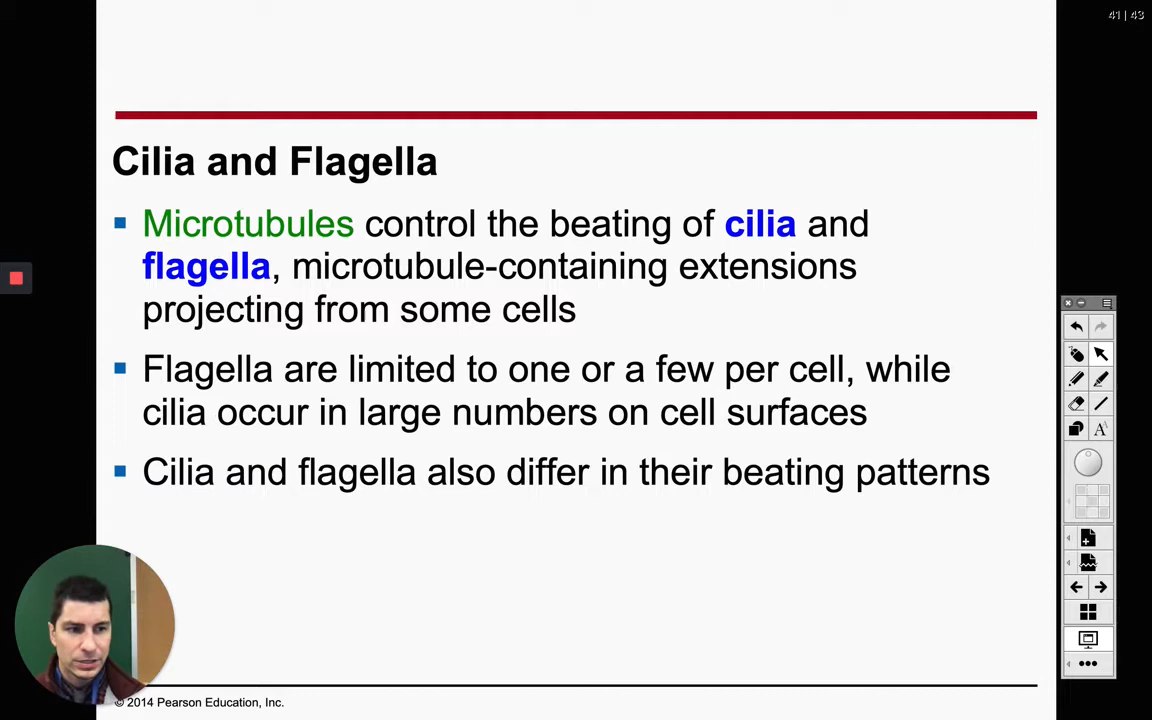 41 | 43
Cilia and Flagella
Microtubules control the beating of cilia and
flagella, microtubule-containing extensions
projecting from some cells
Flagella are limited to one or a few per cell, while
cilia occur in large numbers on cell surfaces
Cilia and flagella also differ in their beating patterns
A
© 2014 Pearson Education, Inc.